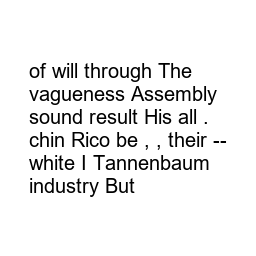 of will through The
vagueness Assembly
sound result His all .
chin Rico be , , their --
white I Tannenbaum
industry But